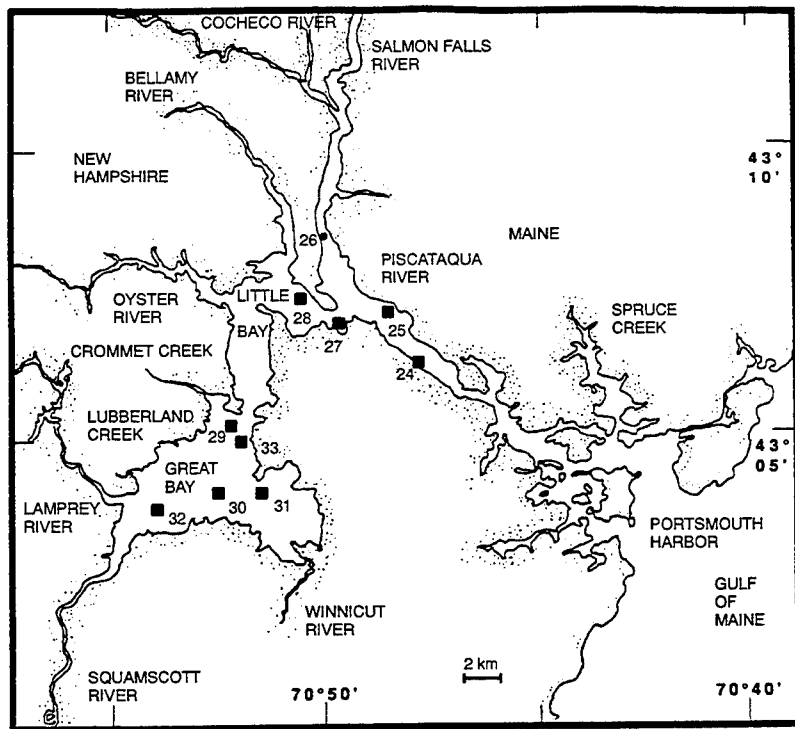 COCHECO RIVER
SALMON FALLS
RIVER
BELLAMY
RIVER
NEW
HAMPSHIRE
43°
10'
MAINE
26
PISCATAQUA
RIVER
OYSTER
RIVER
LITTLE
BAY
28
27
25
24
SPRUCE
CREEK
CROMMET CREEK
LUBBERLAND
CREEK
29
33
43°
05'
GREAT
BAY
LAMPREY
RIVER
32
30
31
PORTSMOUTH
HARBOR
GULF
OF
MAINE
WINNICUT
RIVER
SQUAMSCOTT
RIVER
2 km
70°50'
70°40'